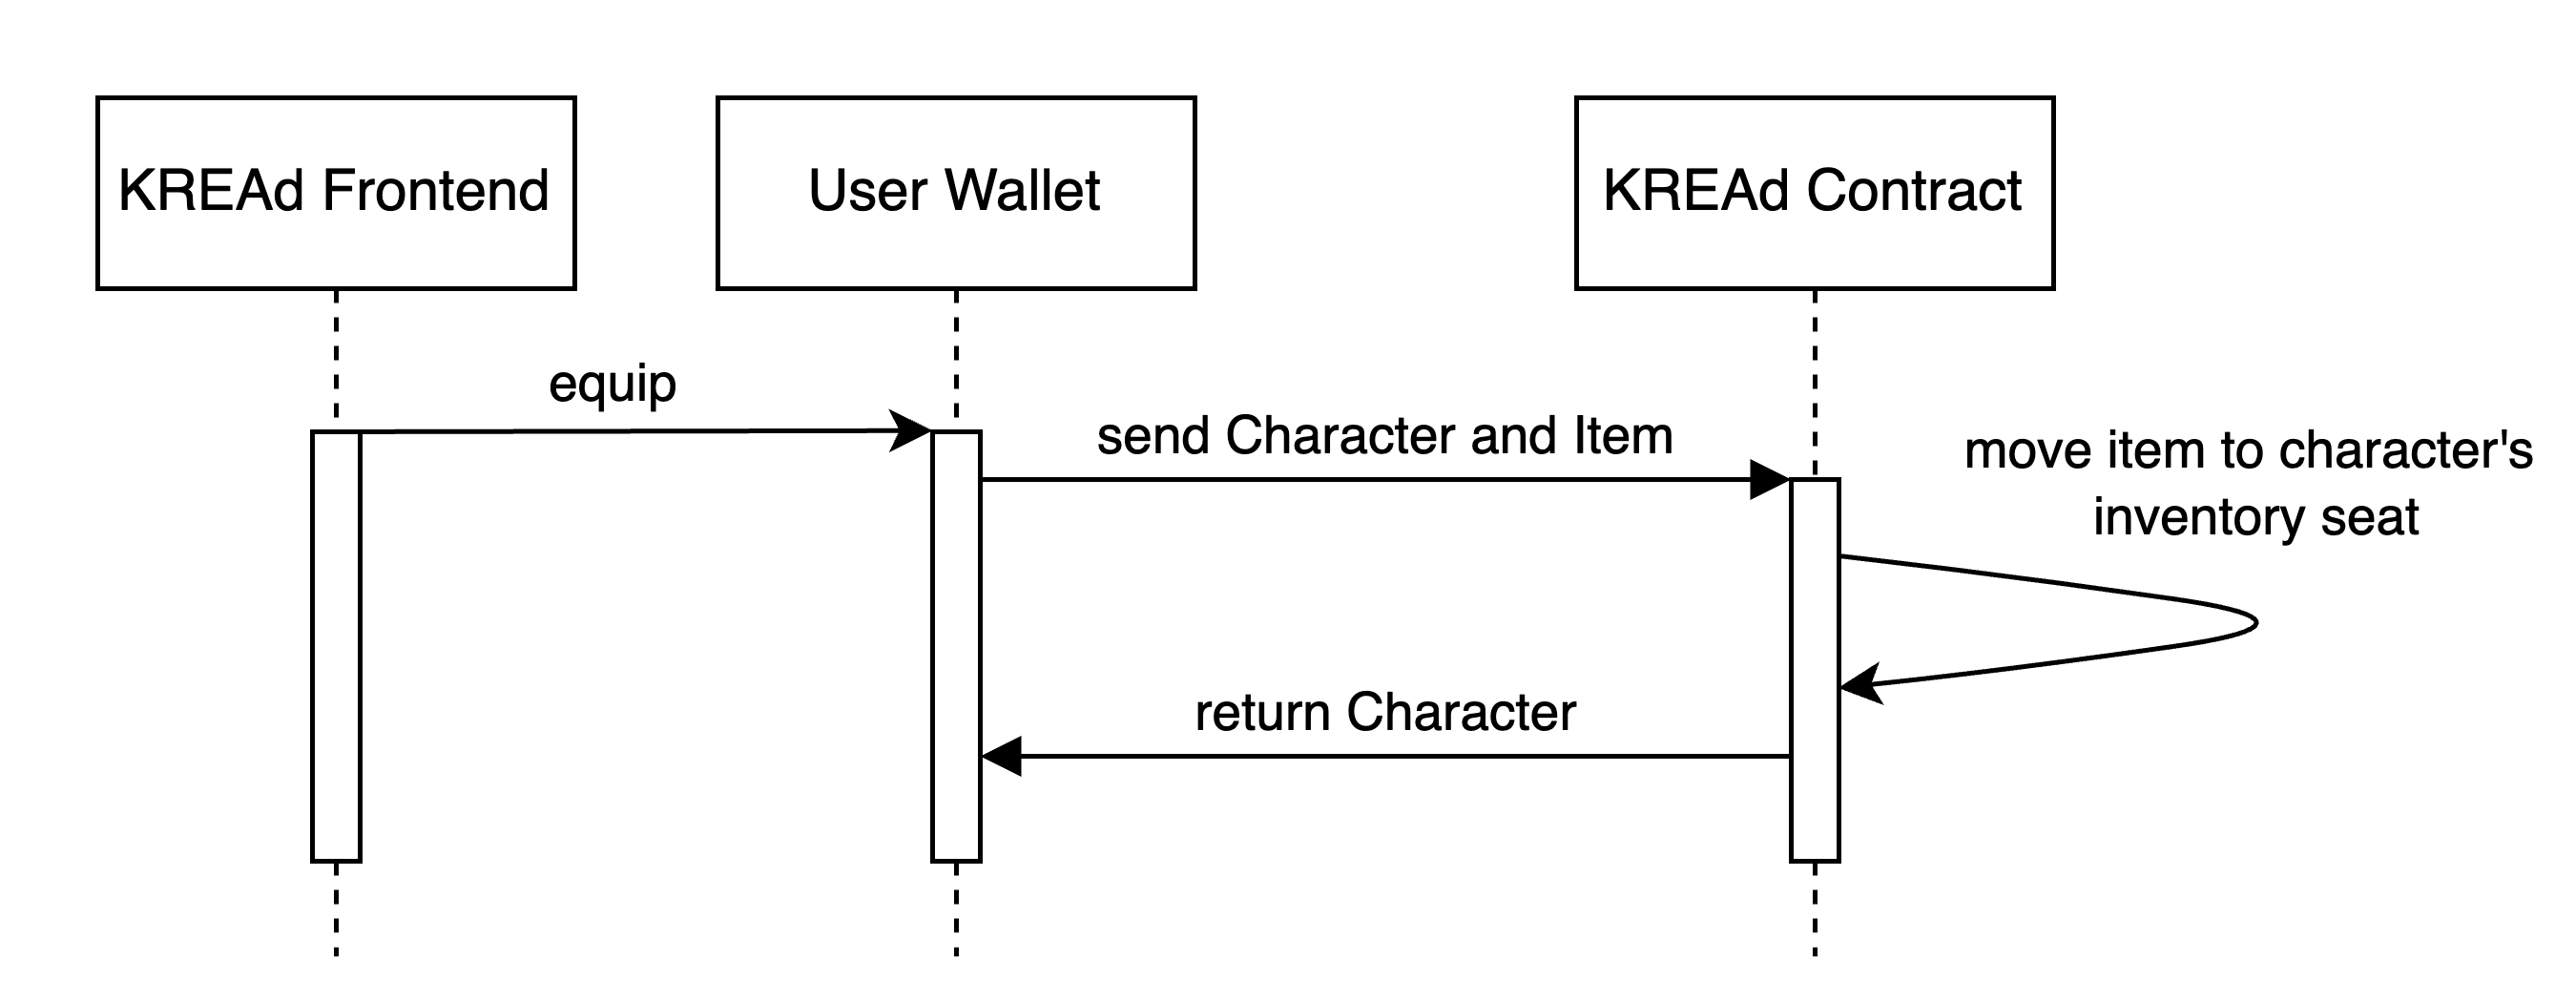 KREAd Frontend
User Wallet
KREAd Contract
equip
send Character and Item
move item to character's
inventory seat
return Character